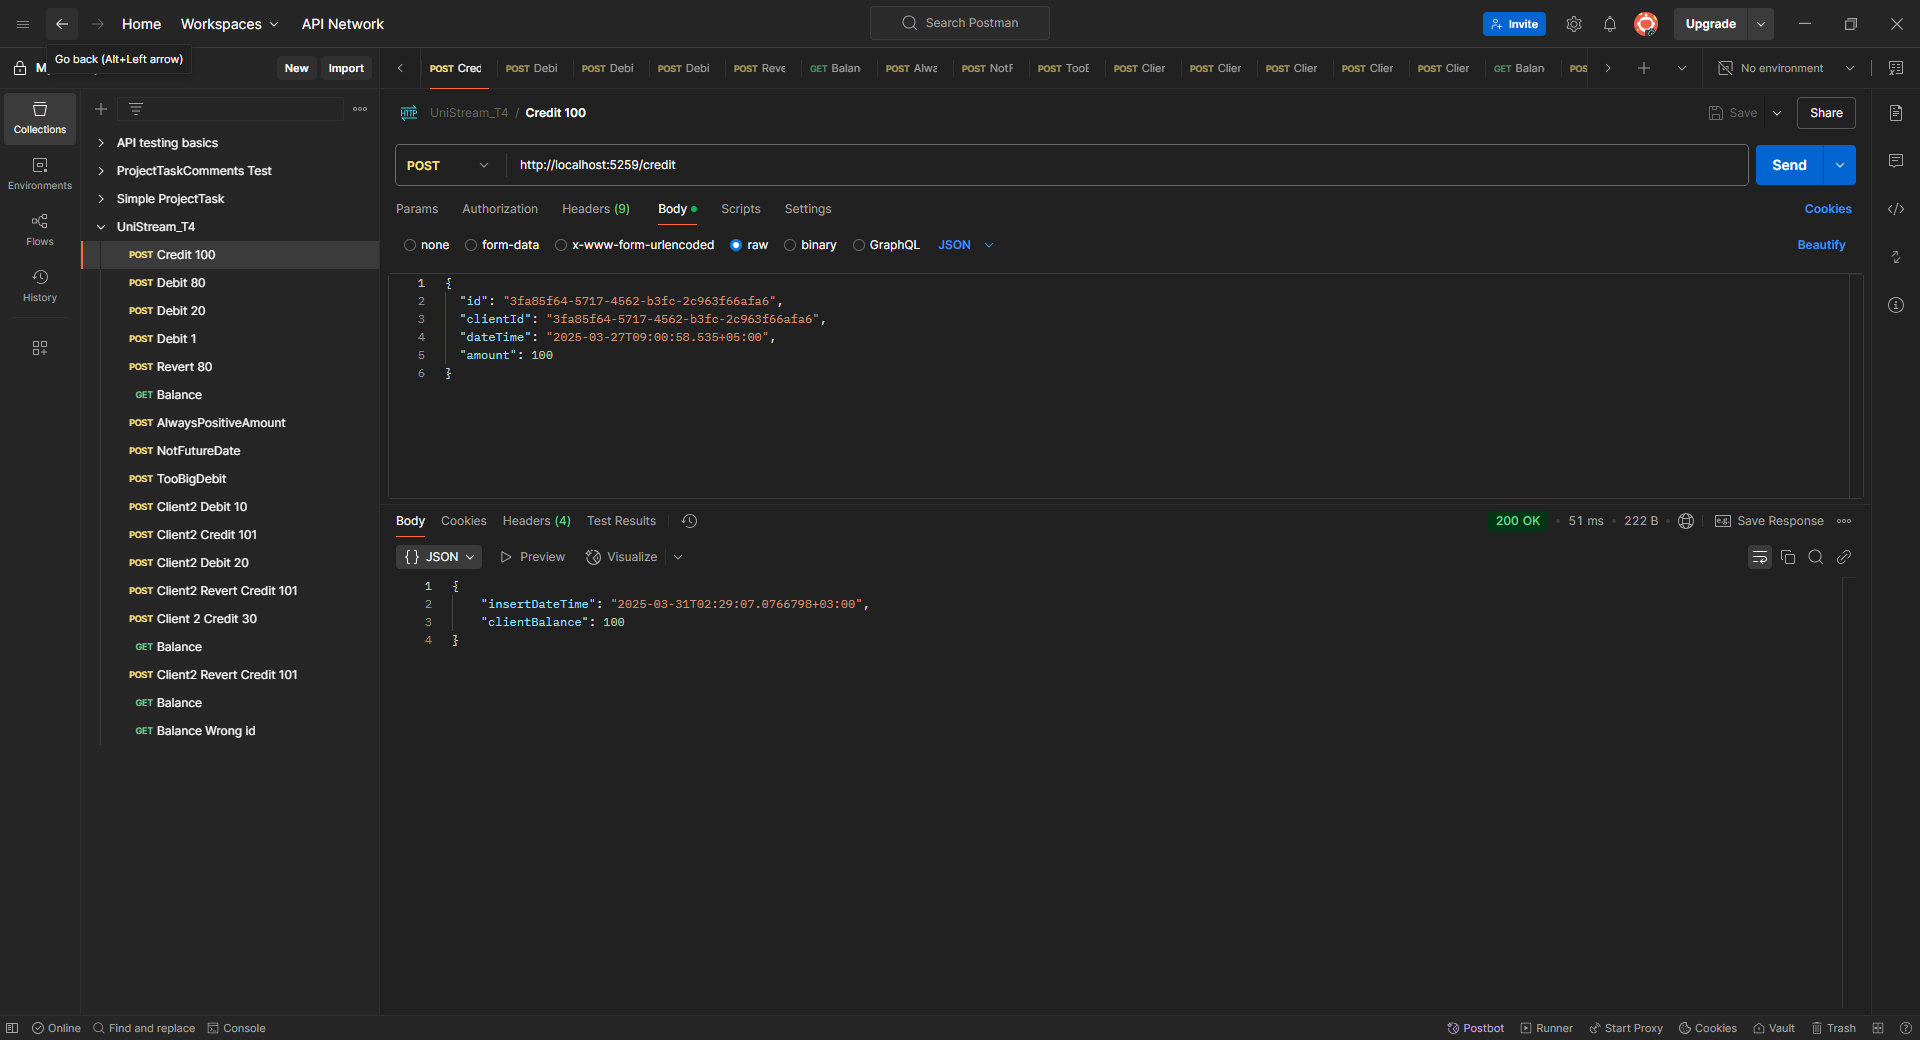 Home
Workspaces
API Network
Search Postman
Invite
Upgrade
Go back (Alt+Left arrow)
New
Import
POST Cred
POST Debi
POST Debi
POST Debi
POST Reve
GET Balan
POST Alwa
POST NotF
POST TooB
POST Clier
POST Clier
POST Clier
POST Clier
POST Clier
GET Balan
POS
No environment
Collections
Environments
Flows
History
API testing basics
ProjectTaskComments Test
Simple ProjectTask
UniStream_T4
POST Credit 100
POST Debit 80
POST Debit 20
POST Debit 1
POST Revert 80
GET Balance
POST AlwaysPositiveAmount
POST NotFutureDate
POST TooBigDebit
POST Client2 Debit 10
POST Client2 Credit 101
POST Client2 Debit 20
POST Client2 Revert Credit 101
POST Client 2 Credit 30
GET Balance
POST Client2 Revert Credit 101
GET Balance
GET Balance Wrong id
HTTP UniStream_T4 / Credit 100
Save
Share
POST
http://localhost:5259/credit
Send
Params
Authorization
Headers (9)
Body
Scripts
Settings
Cookies
none
form-data
x-www-form-urlencoded
raw
binary
GraphQL
JSON
Beautify
1 {
2 "id": "3fa85f64-5717-4562-b3fc-2c963f66afa6",
3 "clientId": "3fa85f64-5717-4562-b3fc-2c963f66afa6",
4 "dateTime": "2025-03-27T09:00:58.535+05:00",
5 "amount": 100
6 }
Body
Cookies
Headers (4)
Test Results
200 OK
51 ms
222 B
e.g. Save Response
{} JSON
Preview
Visualize
1 {
2 "insertDateTime": "2025-03-31T02:29:07.0766798+03:00",
3 "clientBalance": 100
4 }
Online
Find and replace
Console
Postbot
Runner
Start Proxy
Cookies
Vault
Trash